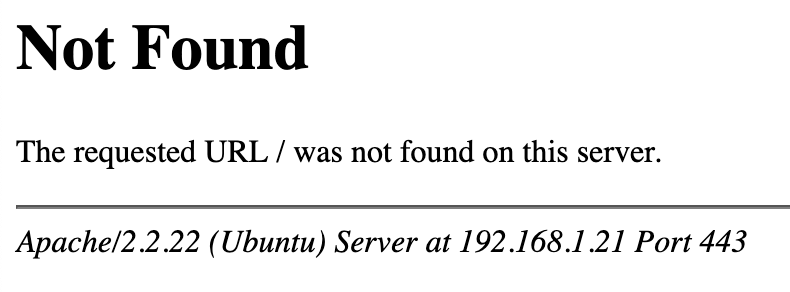 Not Found
The requested URL / was not found on this server.
Apache/2.2.22 (Ubuntu) Server at 192.168.1.21 Port 443